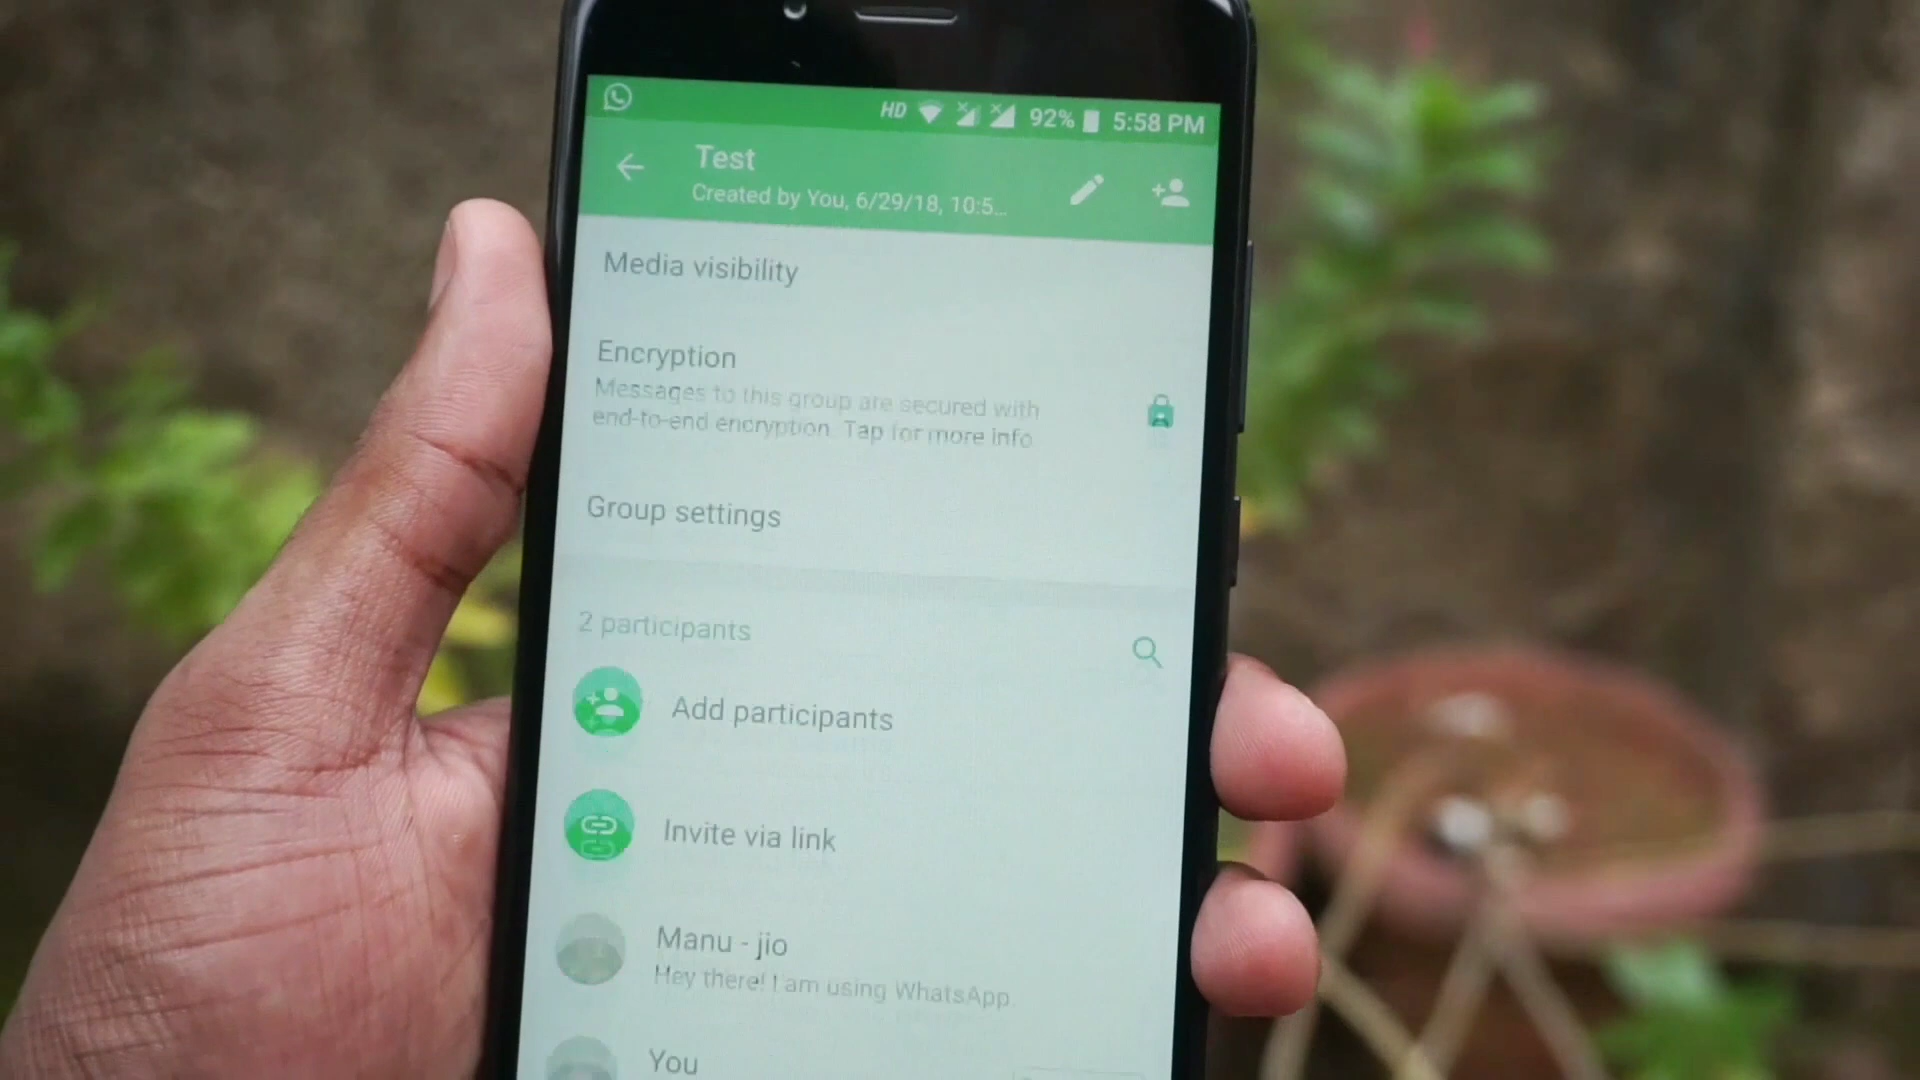 HD 92% 5:58 PM
Test
Created by You, 6/29/18, 10:5...
Media visibility
Encryption
Messages to this group are secured with
end-to-end encryption. Tap for more info
Group settings
2 participants
Add participants
Invite via link
Manu - jio
Hey there! I am using WhatsApp.
You